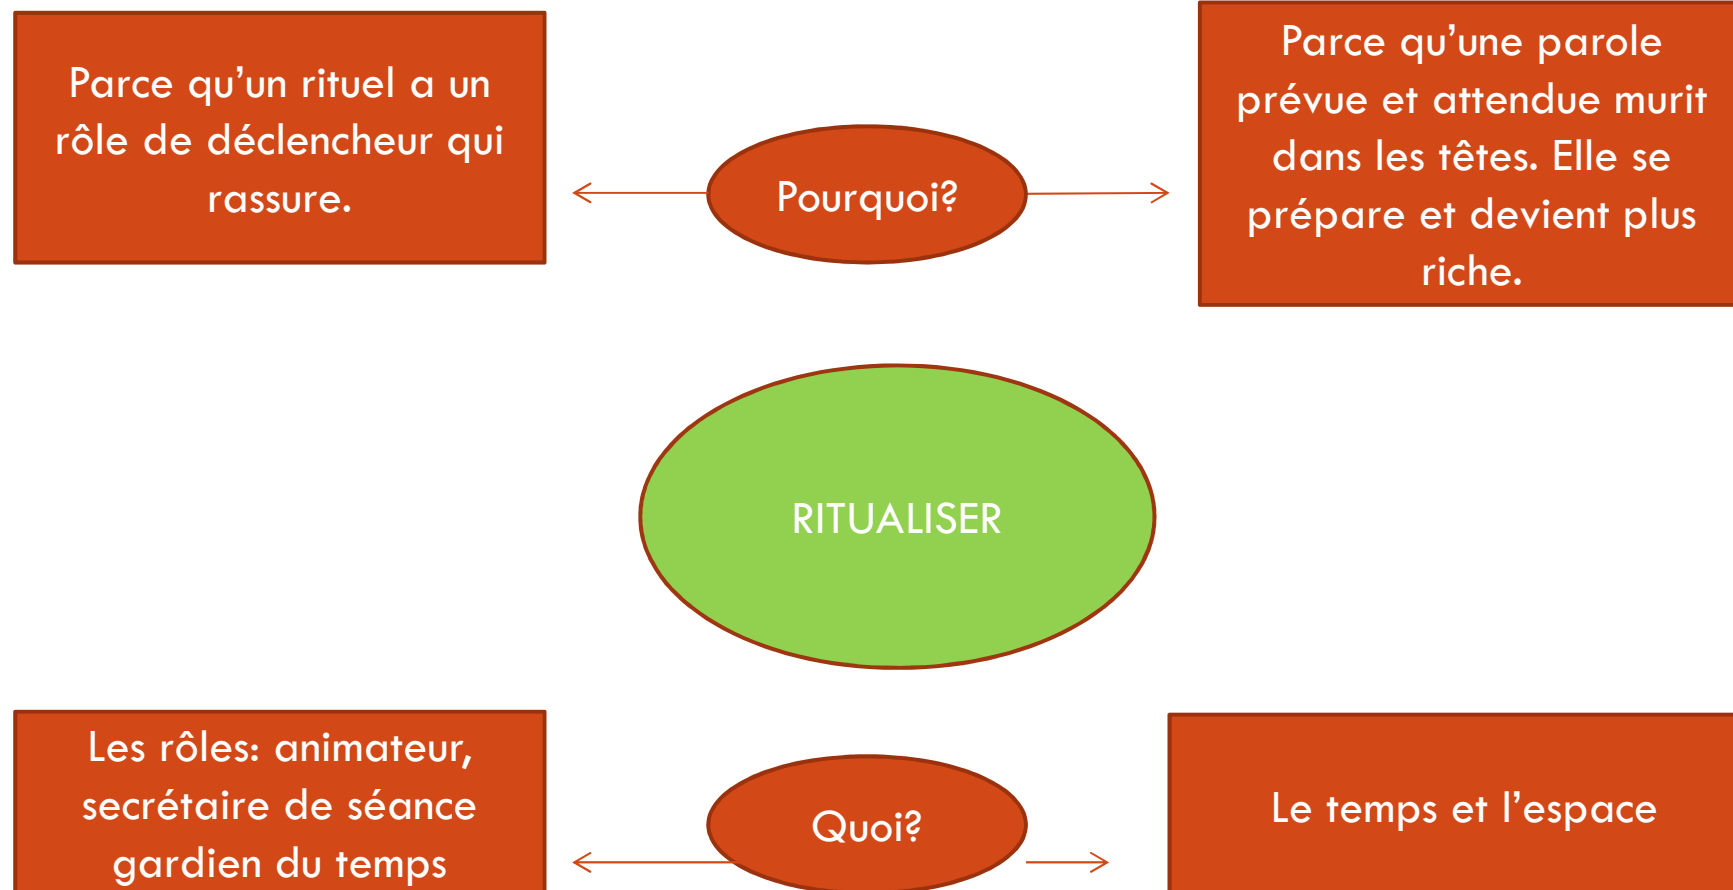 Parce qu’un rituel a un
rôle de déclencheur qui
rassure.
Pourquoi?
Parce qu’une parole
prévue et attendue murit
dans les têtes. Elle se
prépare et devient plus
riche.
RITUALISER
Les rôles: animateur,
secrétaire de séance
gardien du temps
Quoi?
Le temps et l’espace